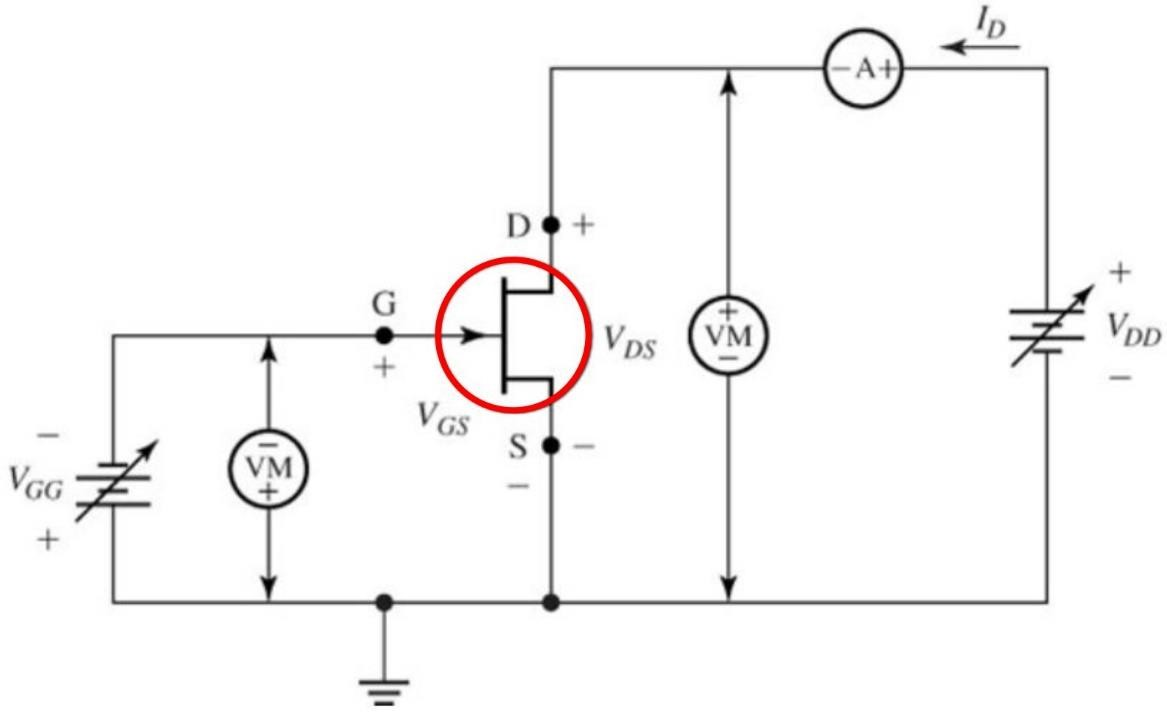 I_D
− A +
D +
G
+
V_DS
+
VM
−
+
V_DD
−
V_GS
S −
−
−
V_GG
+
−
VM
+